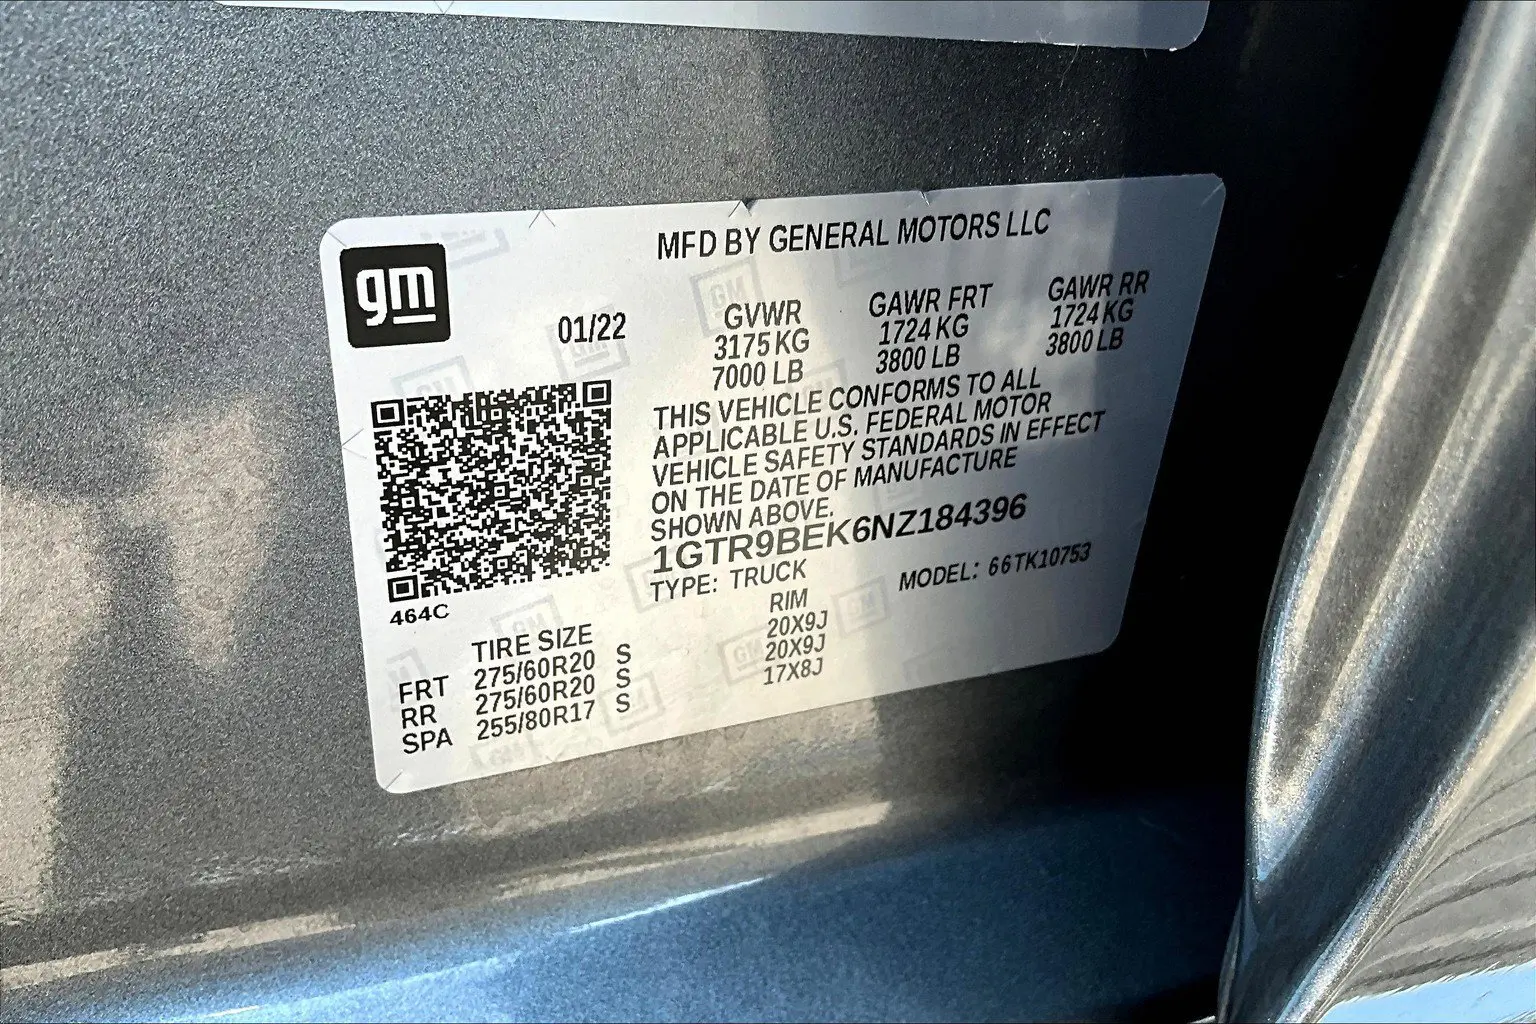 gm
MFD BY GENERAL MOTORS LLC
01/22
GVWR
3175 KG
7000 LB
GAWR FRT
1724 KG
3800 LB
GAWR RR
1724 KG
3800 LB
THIS VEHICLE CONFORMS TO ALL
APPLICABLE U.S. FEDERAL MOTOR
VEHICLE SAFETY STANDARDS IN EFFECT
ON THE DATE OF MANUFACTURE
SHOWN ABOVE.
1GTR9BEK6NZ184396
TYPE: TRUCK MODEL: 66TK10753
464C
TIRE SIZE RIM
FRT 275/60R20 S 20X9J
RR 275/60R20 S 20X9J
SPA 255/80R17 S 17X8J